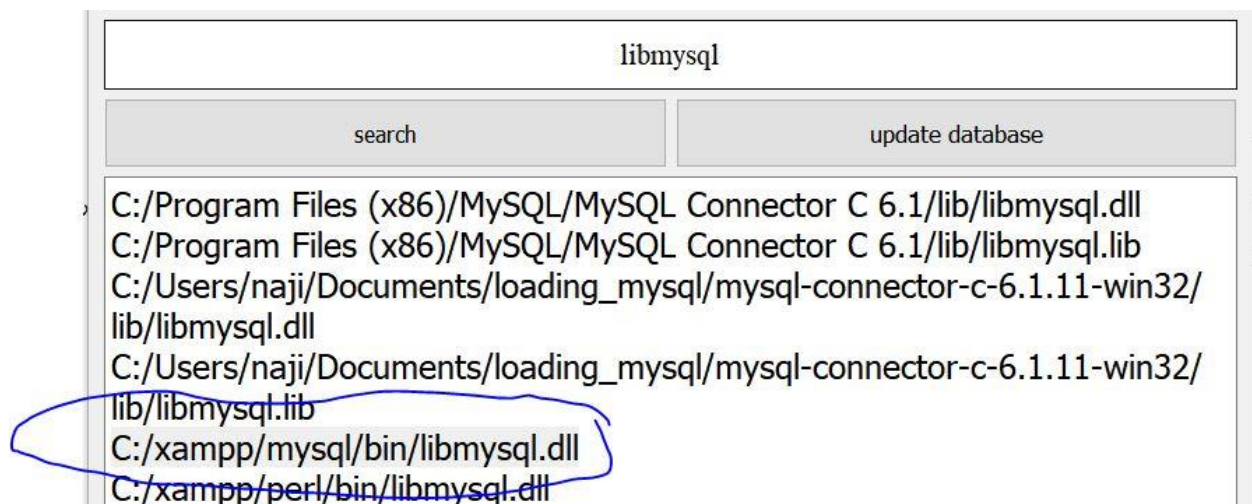 libmysql
search update database
C:/Program Files (x86)/MySQL/MySQL Connector C 6.1/lib/libmysql.dll
C:/Program Files (x86)/MySQL/MySQL Connector C 6.1/lib/libmysql.lib
C:/Users/naji/Documents/loading_mysql/mysql-connector-c-6.1.11-win32/
lib/libmysql.dll
C:/Users/naji/Documents/loading_mysql/mysql-connector-c-6.1.11-win32/
lib/libmysql.lib
C:/xampp/mysql/bin/libmysql.dll
C:/xampp/perl/bin/libmysql.dll